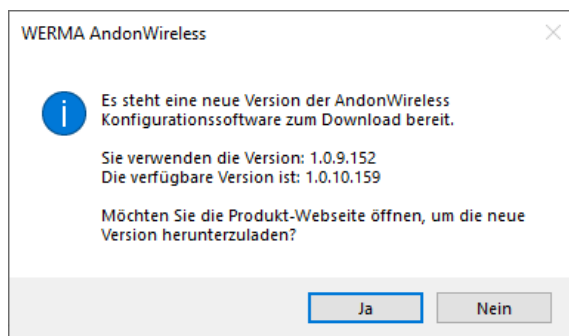 WERMA AndonWireless
Es steht eine neue Version der AndonWireless
Konfigurationssoftware zum Download bereit.
Sie verwenden die Version: 1.0.9.152
Die verfügbare Version ist: 1.0.10.159
Möchten Sie die Produkt-Webseite öffnen, um die neue
Version herunterzuladen?
Ja
Nein